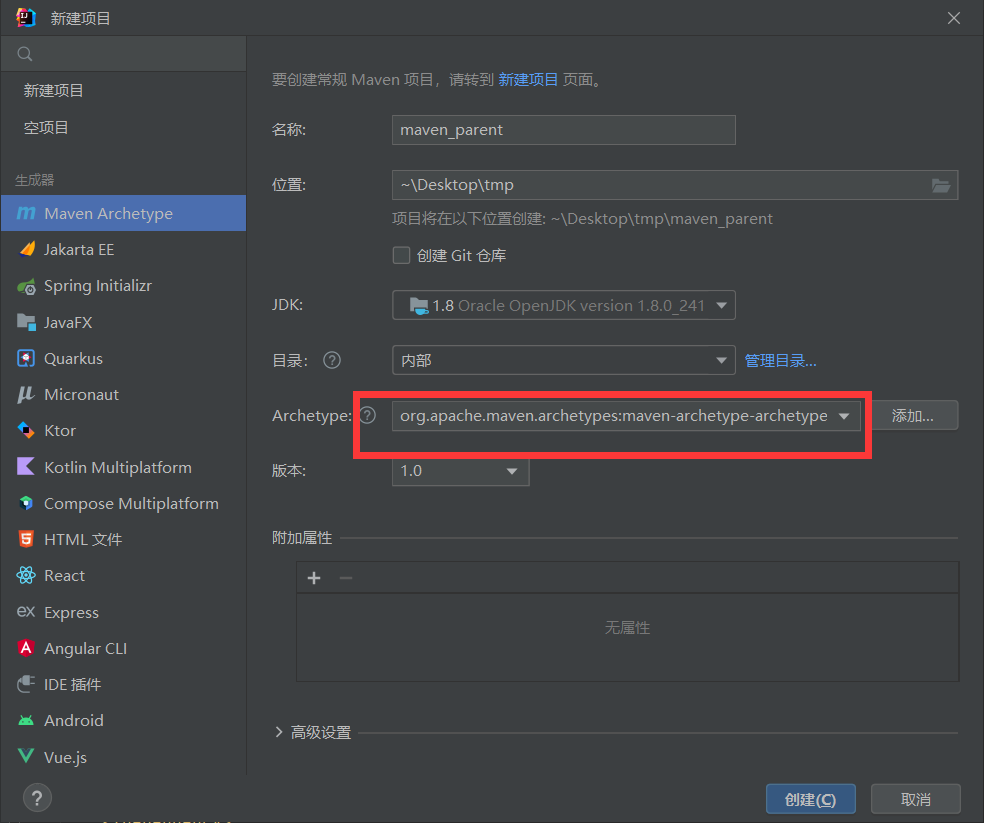 新建项目
新建项目
空项目
生成器
Maven Archetype
Jakarta EE
Spring Initializr
JavaFX
Quarkus
Micronaut
Ktor
Kotlin Multiplatform
Compose Multiplatform
HTML 文件
React
Express
Angular CLI
IDE 插件
Android
Vue.js
要创建常规 Maven 项目，请转到 新建项目 页面。
名称: maven_parent
位置: ~\Desktop\tmp
项目将在以下位置创建: ~\Desktop\tmp\maven_parent
创建 Git 仓库
JDK: 1.8 Oracle OpenJDK version 1.8.0_241
目录: ? 内部 管理目录...
Archetype: ? org.apache.maven.archetypes:maven-archetype-archetype 添加...
版本: 1.0
附加属性
无属性
高级设置
? 创建(C) 取消